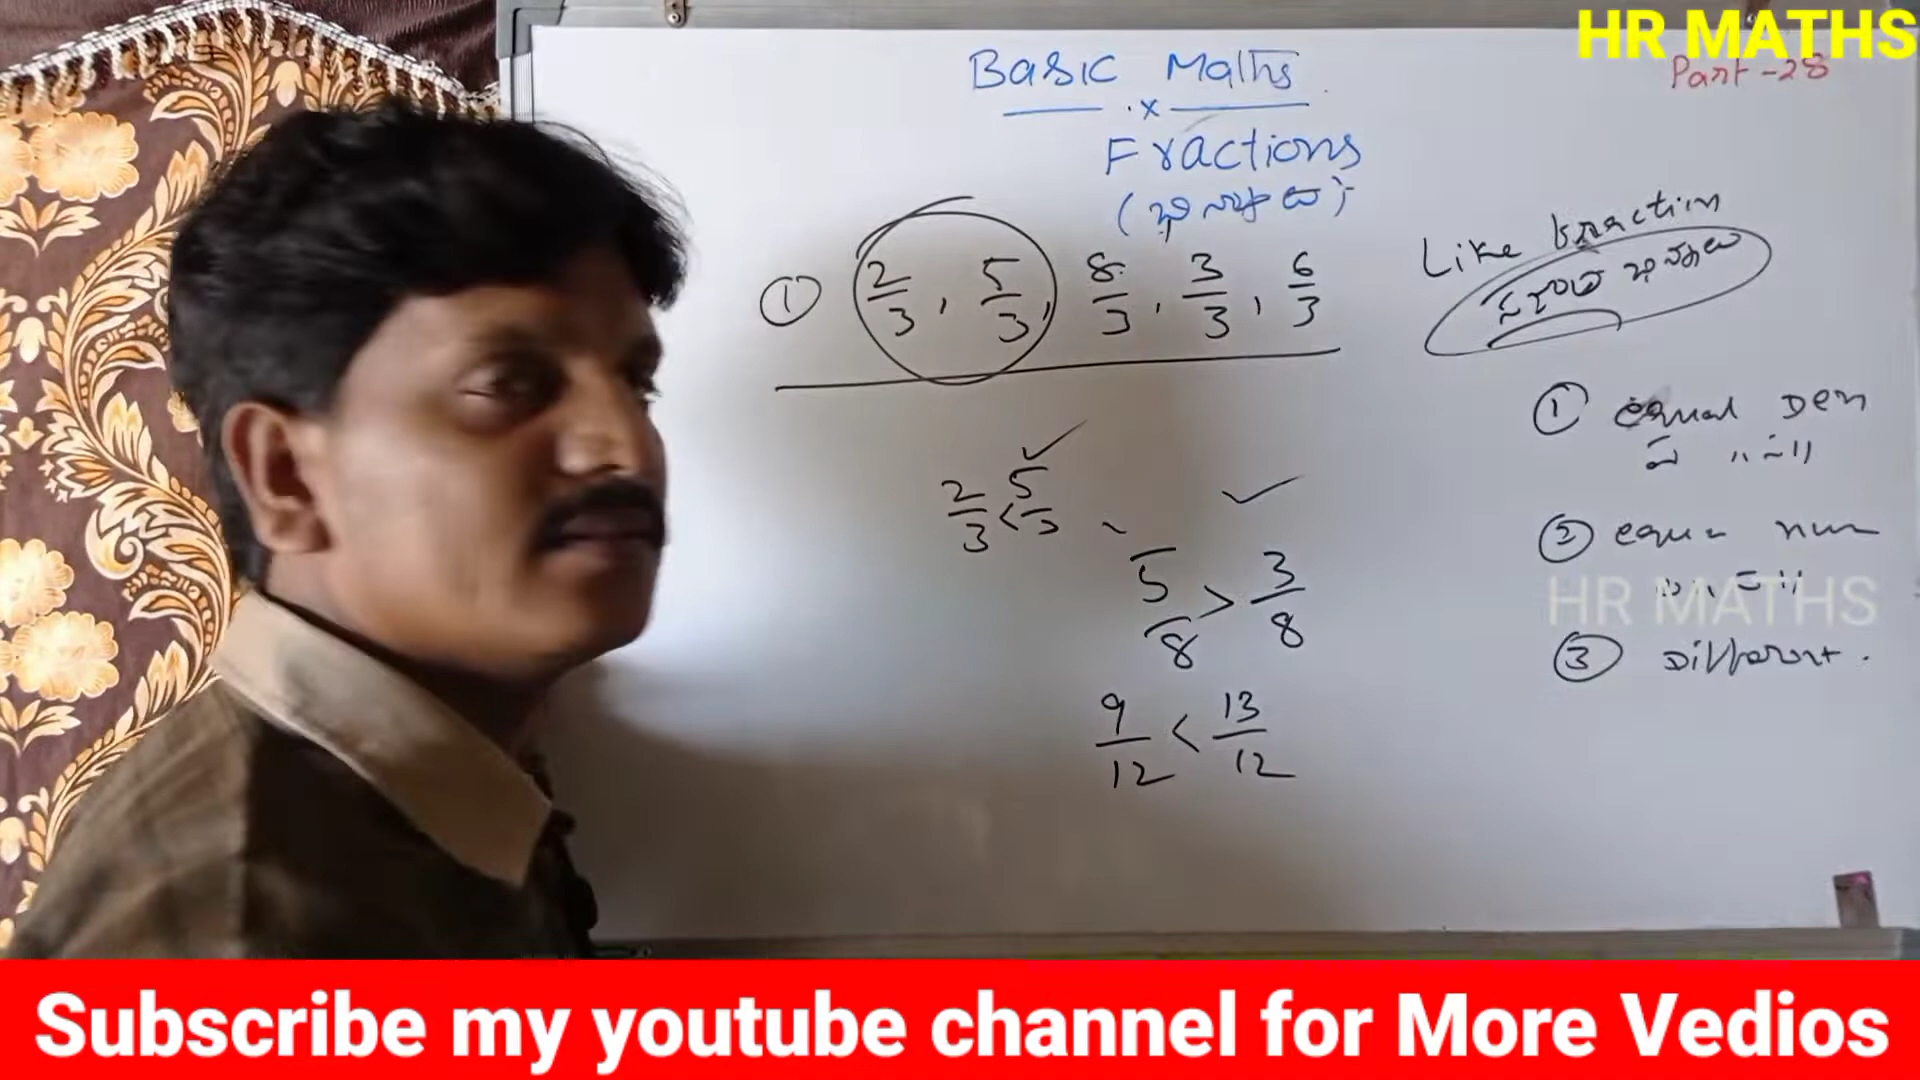 HR MATHS
Basic Maths
Part-28
Fractions
(భిన్నాలు)
Like fraction
సజాతి భిన్నాలు
① 2/3, 5/3, 8/3, 3/3, 6/3
① equal Den
2/3 < 5/3
② equal num
5/8 > 3/8
HR MATHS
③ Different.
9/12 < 13/12
Subscribe my youtube channel for More Vedios